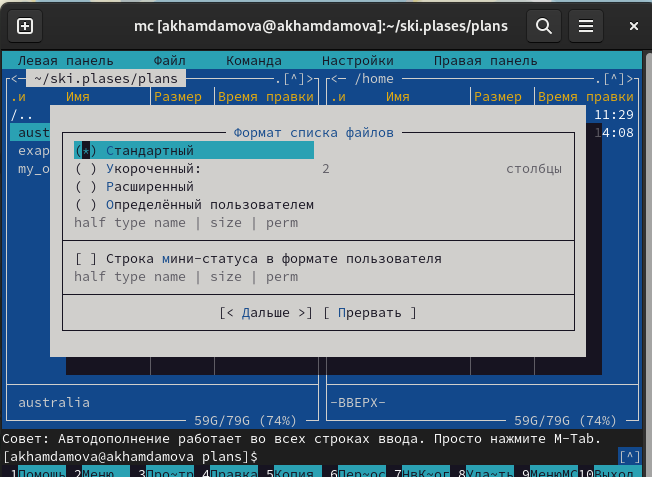 mc [akhamdamova@akhamdamova]:~/ski.plases/plans
Левая панель Файл Команда Настройки Правая панель
<— ~/ski.plases/plans .[^]> <— /home .[^]>
.и Имя Размер Время правки .и Имя Размер Время правки
/.. 11:29
aust 14:08
exap
my_o
Формат списка файлов
(*) Стандартный
( ) Укороченный: 2 столбцы
( ) Расширенный
( ) Определённый пользователем
half type name | size | perm
[ ] Строка мини-статуса в формате пользователя
half type name | size | perm
[< Дальше >] [ Прервать ]
australia -ВВЕРХ-
59G/79G (74%) 59G/79G (74%)
Совет: Автодополнение работает во всех строках ввода. Просто нажмите M-Tab.
[akhamdamova@akhamdamova plans]$ [^]
1Помощь 2Меню 3Про~тр 4Правка 5Копия 6Пер~ос 7НвК~ог 8Уда~ть 9МенюMC 10Выход